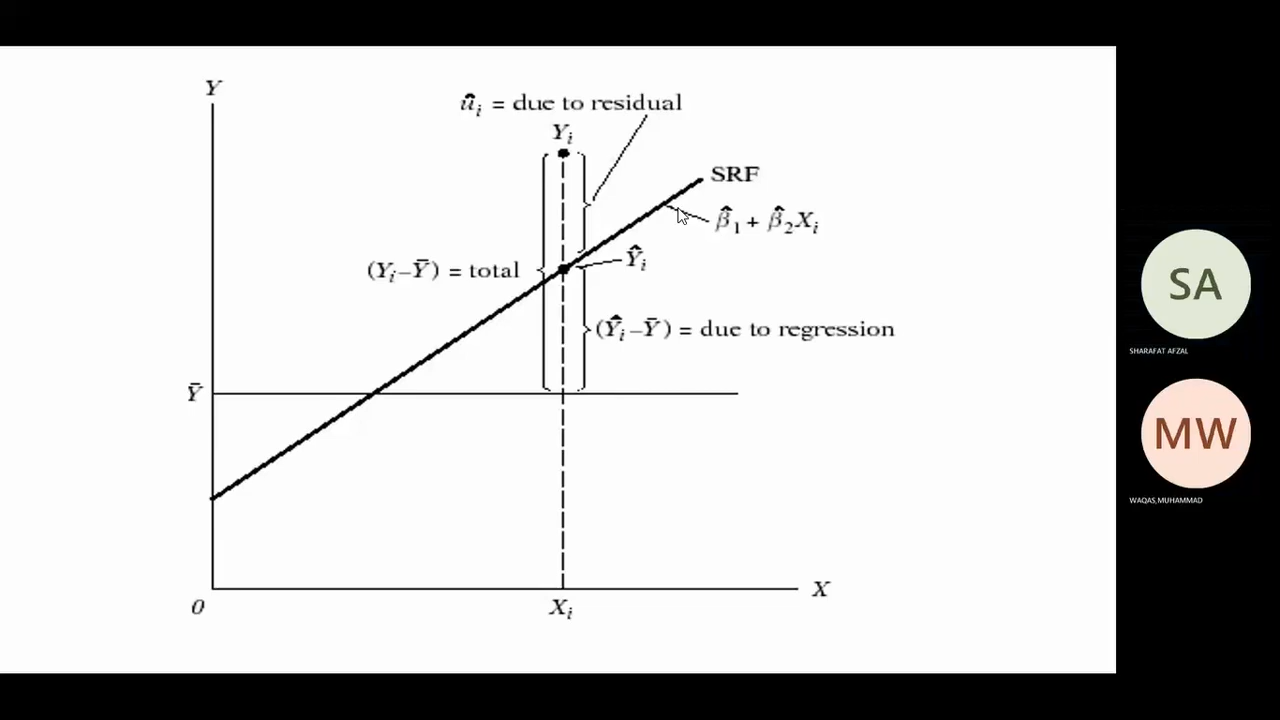 Y
û_i = due to residual
Y_i
SRF
β̂_1 + β̂_2X_i
Ŷ_i
(Y_i–Ȳ) = total
(Ŷ_i–Ȳ) = due to regression
Ȳ
0
X_i
X
SA
SHARAFAT AFZAL
MW
WAQAS,MUHAMMAD